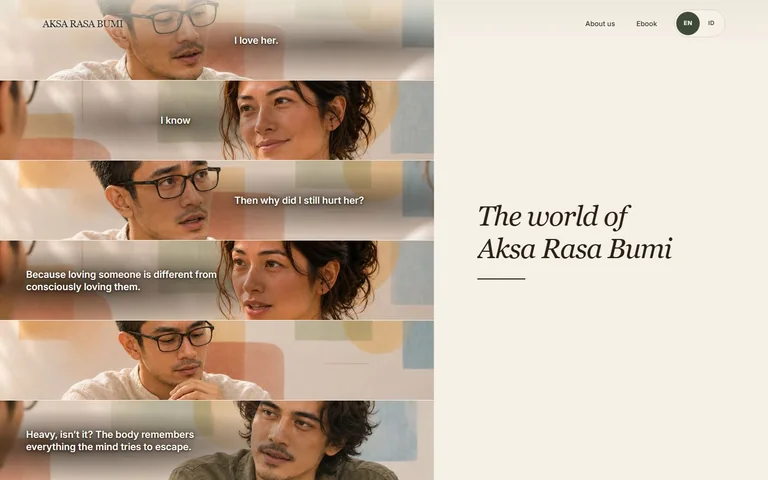 AKSA RASA BUMI
About us
Ebook
EN
ID
I love her.
I know
Then why did I still hurt her?
Because loving someone is different from
consciously loving them.
Heavy, isn't it? The body remembers
everything the mind tries to escape.
The world of
Aksa Rasa Bumi